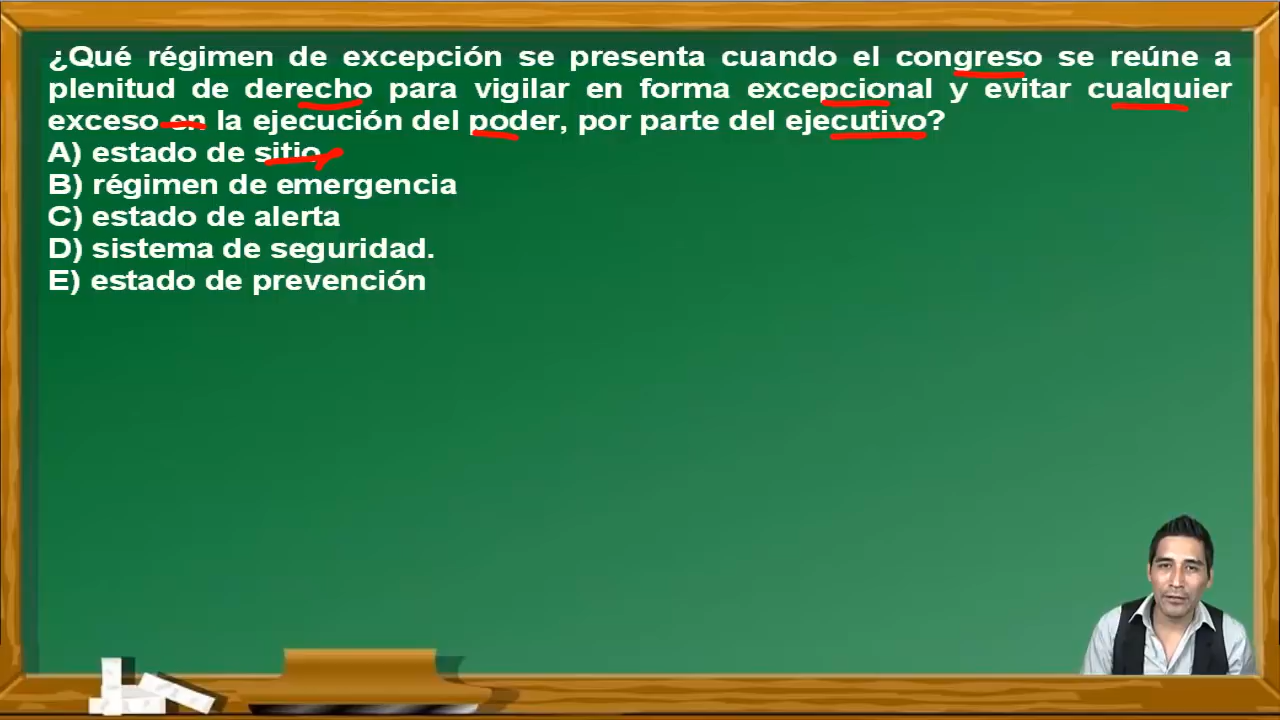 ¿Qué régimen de excepción se presenta cuando el congreso se reúne a
plenitud de derecho para vigilar en forma excepcional y evitar cualquier
exceso en la ejecución del poder, por parte del ejecutivo?
A) estado de sitio
B) régimen de emergencia
C) estado de alerta
D) sistema de seguridad.
E) estado de prevención